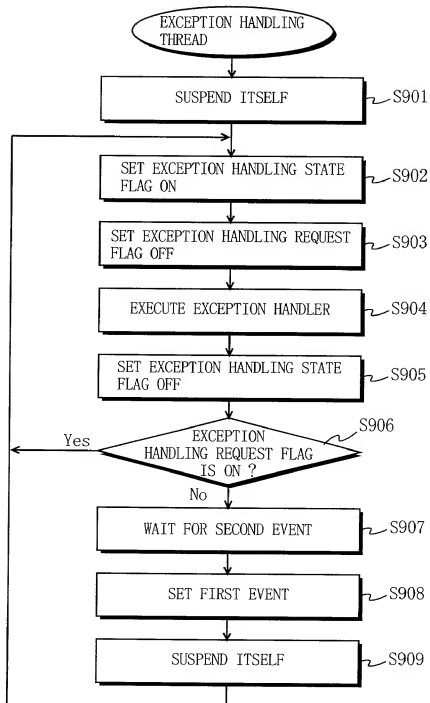 EXCEPTION HANDLING
THREAD
SUSPEND ITSELF
S901
SET EXCEPTION HANDLING STATE
FLAG ON
S902
SET EXCEPTION HANDLING REQUEST
FLAG OFF
S903
EXECUTE EXCEPTION HANDLER
S904
SET EXCEPTION HANDLING STATE
FLAG OFF
S905
S906
EXCEPTION
HANDLING REQUEST FLAG
IS ON ?
Yes
No
WAIT FOR SECOND EVENT
S907
SET FIRST EVENT
S908
SUSPEND ITSELF
S909